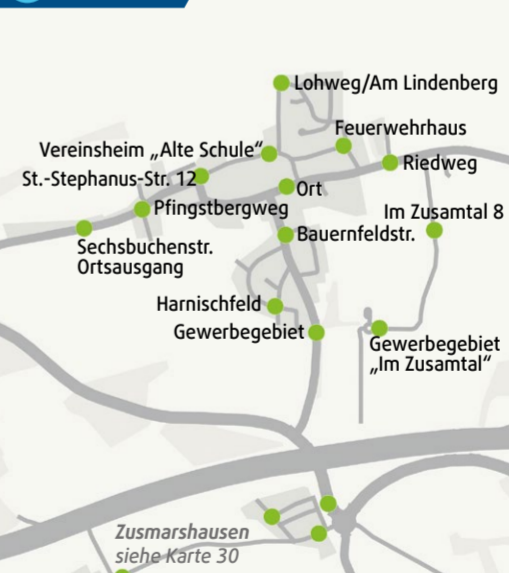 Lohweg/Am Lindenberg
Feuerwehrhaus
Vereinsheim „Alte Schule“
Riedweg
St.-Stephanus-Str. 12
Ort
Pfingstbergweg
Im Zusamtal 8
Bauernfeldstr.
Sechsbuchenstr.
Ortsausgang
Harnischfeld
Gewerbegebiet
Gewerbegebiet
„Im Zusamtal“
Zusmarshausen
siehe Karte 30